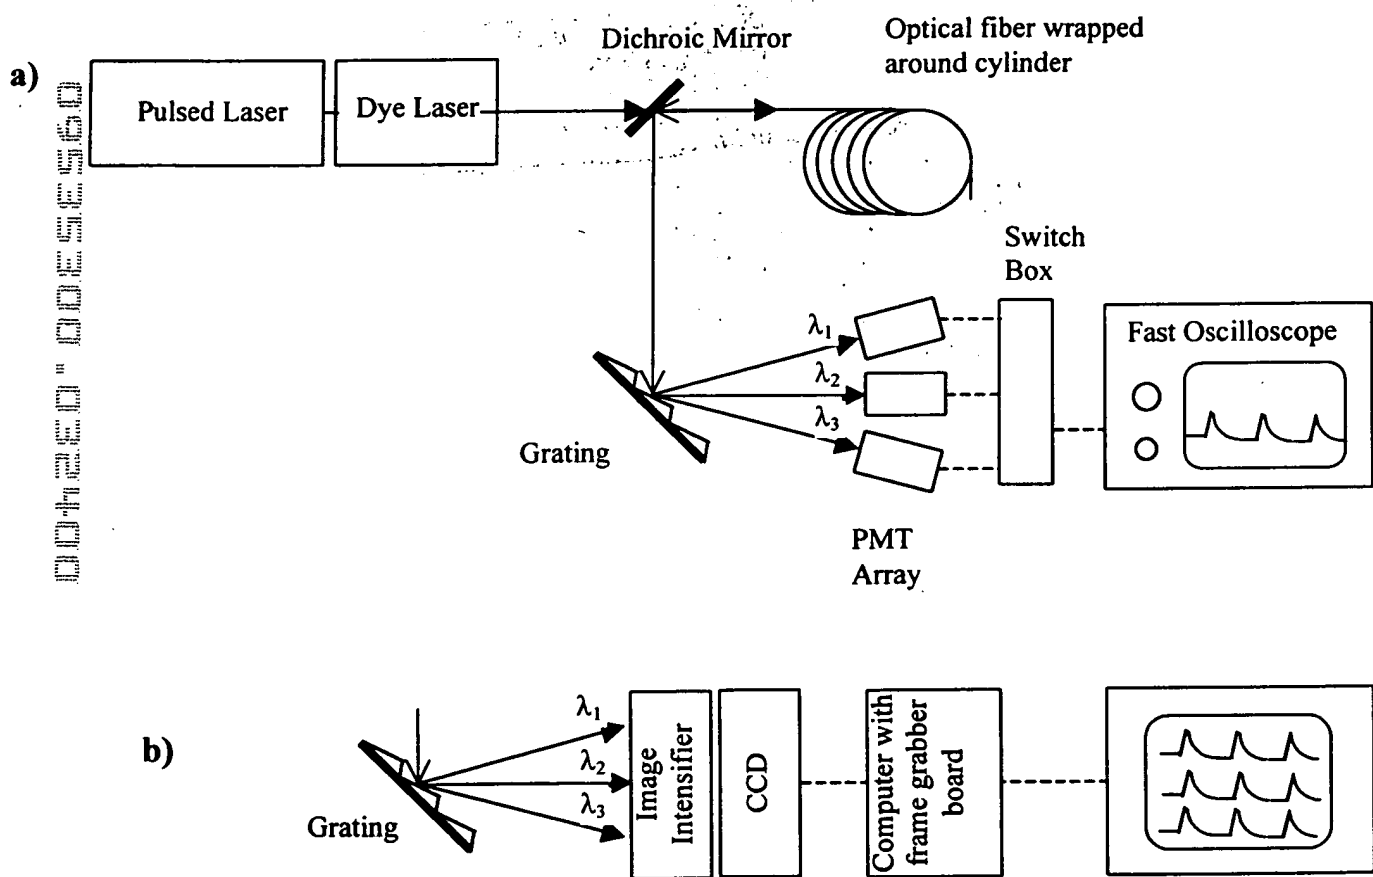 a)
Pulsed Laser
Dye Laser
Dichroic Mirror
Optical fiber wrapped
around cylinder
Switch
Box
λ1
λ2
λ3
Fast Oscilloscope
Grating
PMT
Array
b)
λ1
λ2
λ3
Grating
Image
Intensifier
CCD
Computer with
frame grabber
board